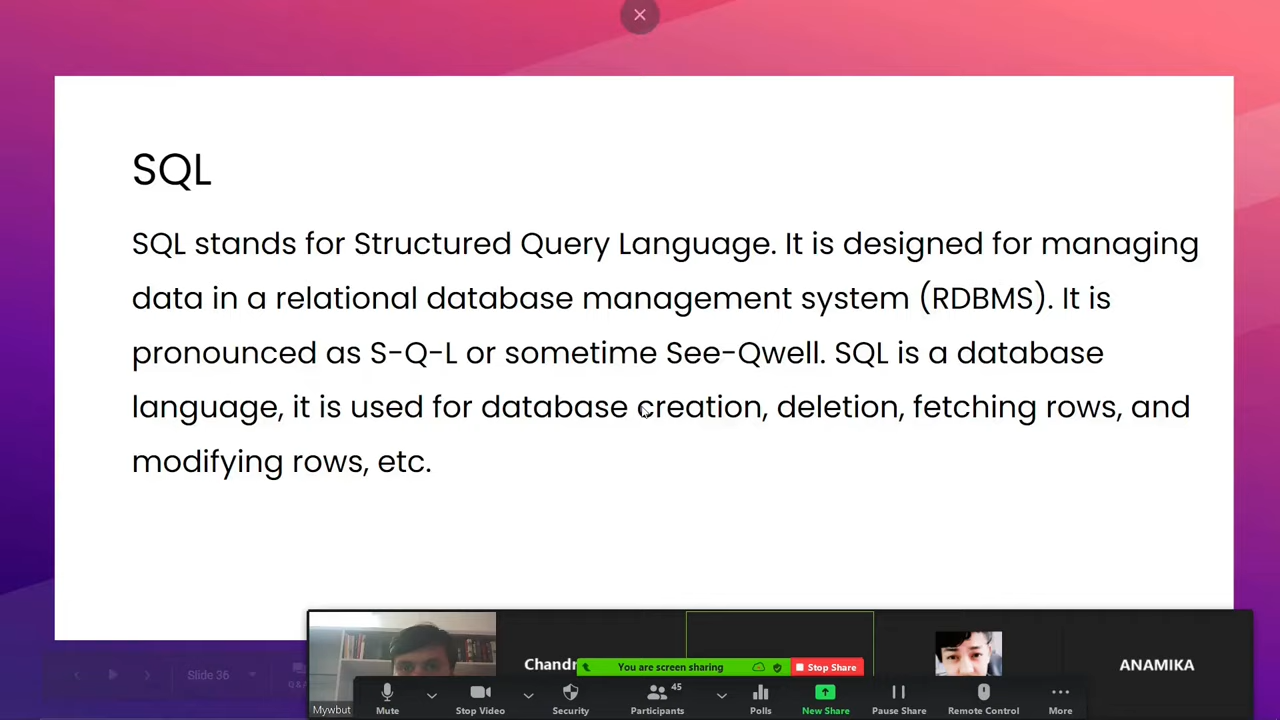 SQL
SQL stands for Structured Query Language. It is designed for managing
data in a relational database management system (RDBMS). It is
pronounced as S-Q-L or sometime See-Qwell. SQL is a database
language, it is used for database creation, deletion, fetching rows, and
modifying rows, etc.
Slide 36
Chandr
You are screen sharing
Stop Share
ANAMIKA
Mywbut
45
Mute
Stop Video
Security
Participants
Polls
New Share
Pause Share
Remote Control
More